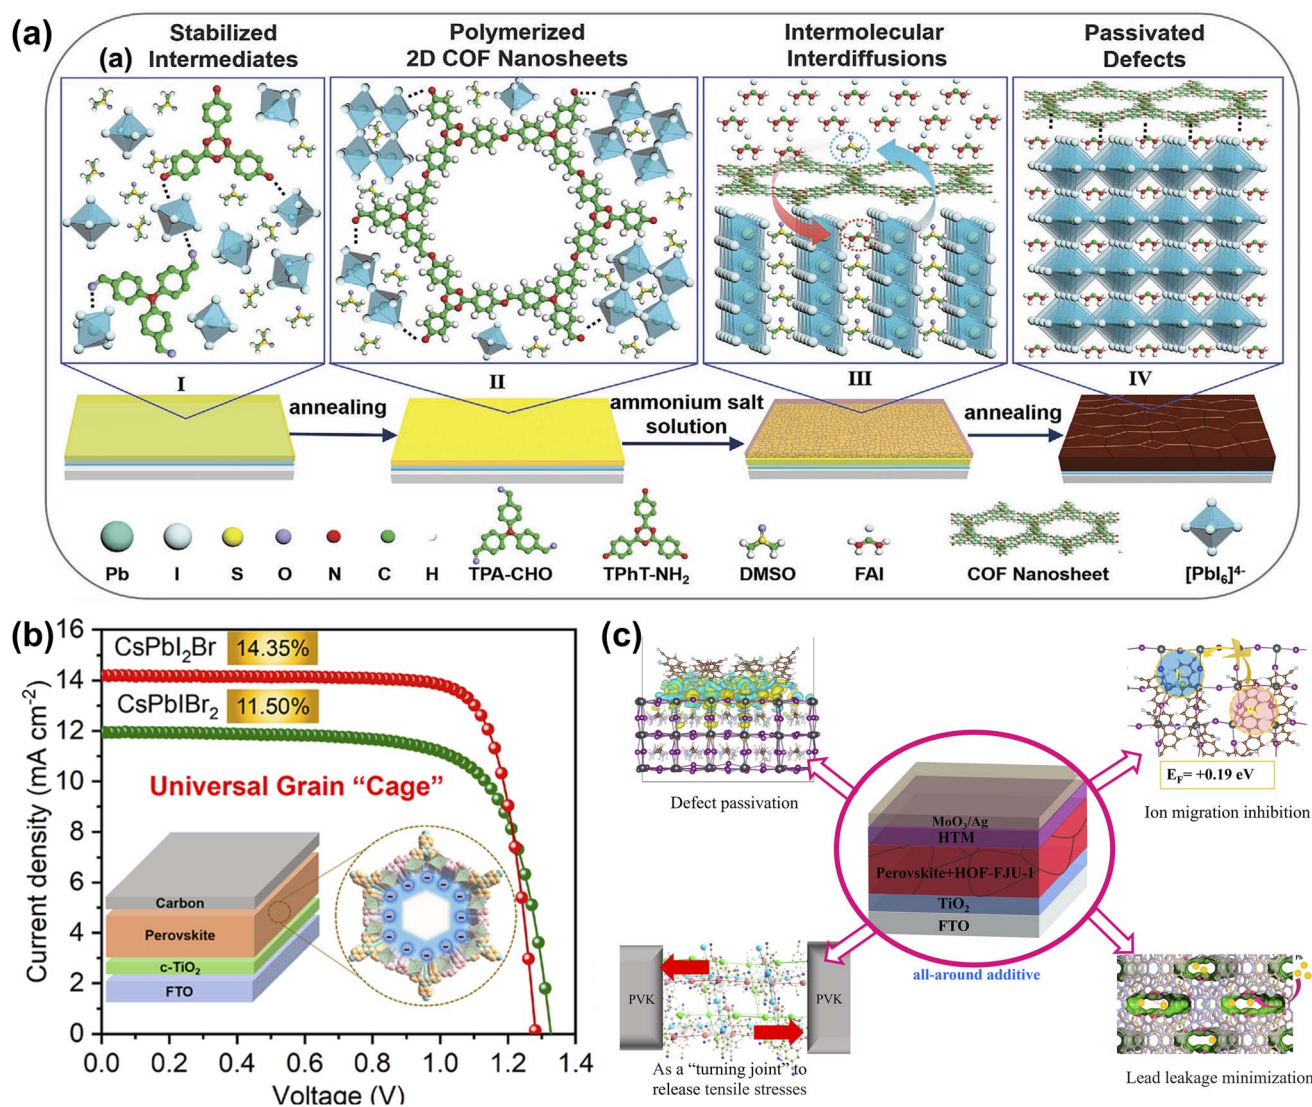 (a)
Stabilized
Intermediates
(a)
Polymerized
2D COF Nanosheets
Intermolecular
Interdiffusions
Passivated
Defects
I
II
III
IV
annealing
ammonium salt
solution
annealing
Pb
I
S
O
N
C
H
TPA-CHO
TPhT-NH₂
DMSO
FAI
COF Nanosheet
[PbI₆]⁴⁻
(b)
16
14
12
10
8
6
4
2
0
Current density (mA cm⁻²)
CsPbI₂Br 14.35%
CsPbIBr₂ 11.50%
Universal Grain “Cage”
Carbon
Perovskite
c-TiO₂
FTO
0.0 0.2 0.4 0.6 0.8 1.0 1.2 1.4
Voltage (V)
(c)
Defect passivation
E_F= +0.19 eV
Ion migration inhibition
MoO₃/Ag
HTM
Perovskite+HOF-FJU-1
TiO₂
FTO
all-around additive
PVK
PVK
As a “turning joint” to
release tensile stresses
Pb
Lead leakage minimization